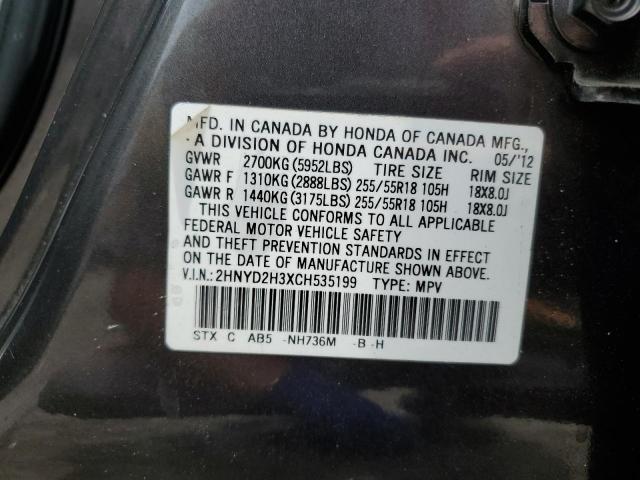 MFD. IN CANADA BY HONDA OF CANADA MFG.,
A DIVISION OF HONDA CANADA INC. 05/'12
GVWR 2700KG(5952LBS) TIRE SIZE RIM SIZE
GAWR F 1310KG(2888LBS) 255/55R18 105H 18X8.0J
GAWR R 1440KG(3175LBS) 255/55R18 105H 18X8.0J
THIS VEHICLE CONFORMS TO ALL APPLICABLE
FEDERAL MOTOR VEHICLE SAFETY
AND THEFT PREVENTION STANDARDS IN EFFECT
ON THE DATE OF MANUFACTURE SHOWN ABOVE.
V.I.N.: 2HNYD2H3XCH535199 TYPE: MPV
STX C AB5 -NH736M -B -H